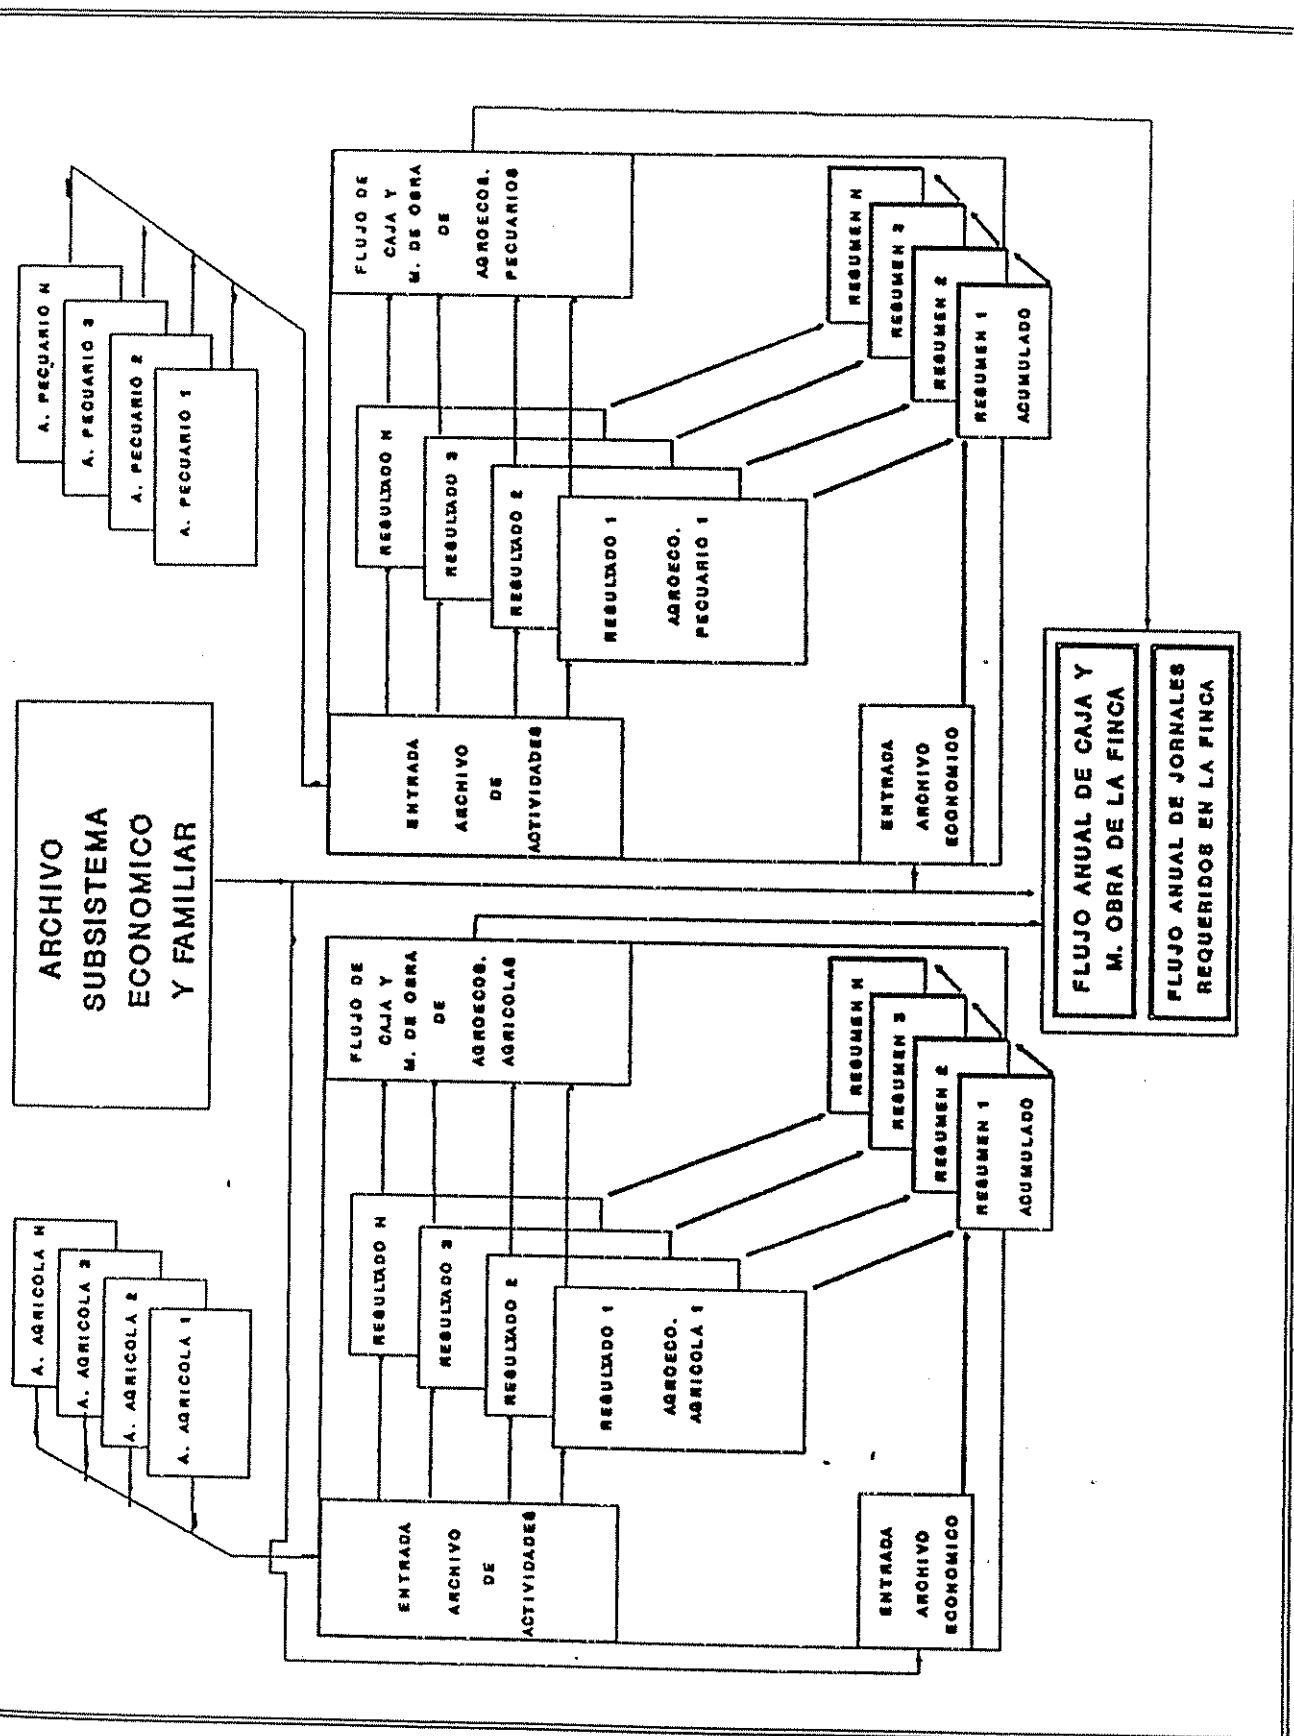 A. AGRICOLA N
A. AGRICOLA 3
A. AGRICOLA 2
A. AGRICOLA 1
ARCHIVO
SUBSISTEMA
ECONOMICO
Y FAMILIAR
A. PECUARIO N
A. PECUARIO 3
A. PECUARIO 2
A. PECUARIO 1
ENTRADA
ARCHIVO
DE
ACTIVIDADES
RESULTADO N
RESULTADO 3
RESULTADO 2
RESULTADO 1
AGROECO.
AGRICOLA 1
FLUJO DE
CAJA Y
M. DE OBRA
DE
AGROECOS.
AGRICOLAS
ENTRADA
ARCHIVO
ECONOMICO
RESUMEN N
RESUMEN 3
RESUMEN 2
RESUMEN 1
ACUMULADO
ENTRADA
ARCHIVO
DE
ACTIVIDADES
RESULTADO N
RESULTADO 3
RESULTADO 2
RESULTADO 1
AGROECO.
PECUARIO 1
FLUJO DE
CAJA Y
M. DE OBRA
DE
AGROECOS.
PECUARIOS
ENTRADA
ARCHIVO
ECONOMICO
RESUMEN N
RESUMEN 3
RESUMEN 2
RESUMEN 1
ACUMULADO
FLUJO ANUAL DE CAJA Y
M. OBRA DE LA FINCA
FLUJO ANUAL DE JORNALES
REQUERIDOS EN LA FINCA